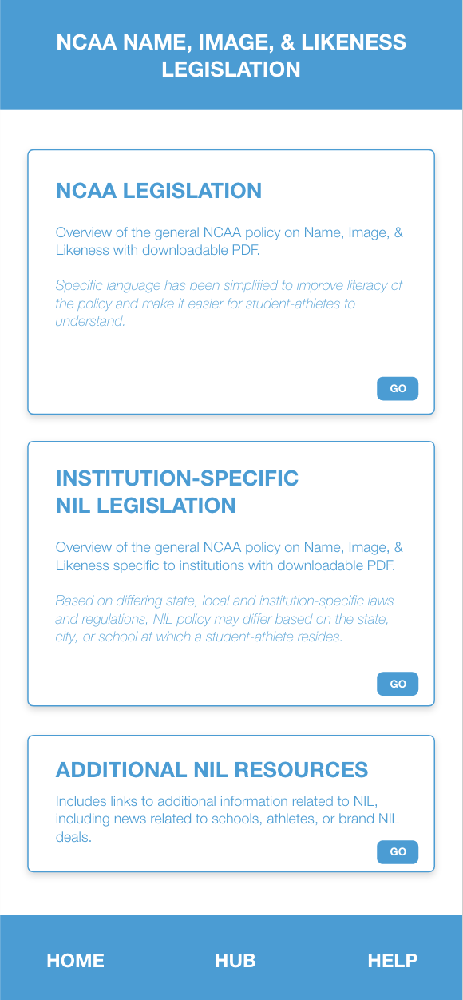 NCAA NAME, IMAGE, & LIKENESS
LEGISLATION
NCAA LEGISLATION
Overview of the general NCAA policy on Name, Image, &
Likeness with downloadable PDF.
Specific language has been simplified to improve literacy of
the policy and make it easier for student-athletes to
understand.
GO
INSTITUTION-SPECIFIC
NIL LEGISLATION
Overview of the general NCAA policy on Name, Image, &
Likeness specific to institutions with downloadable PDF.
Based on differing state, local and institution-specific laws
and regulations, NIL policy may differ based on the state,
city, or school at which a student-athlete resides.
GO
ADDITIONAL NIL RESOURCES
Includes links to additional information related to NIL,
including news related to schools, athletes, or brand NIL
deals.
GO
HOME HUB HELP